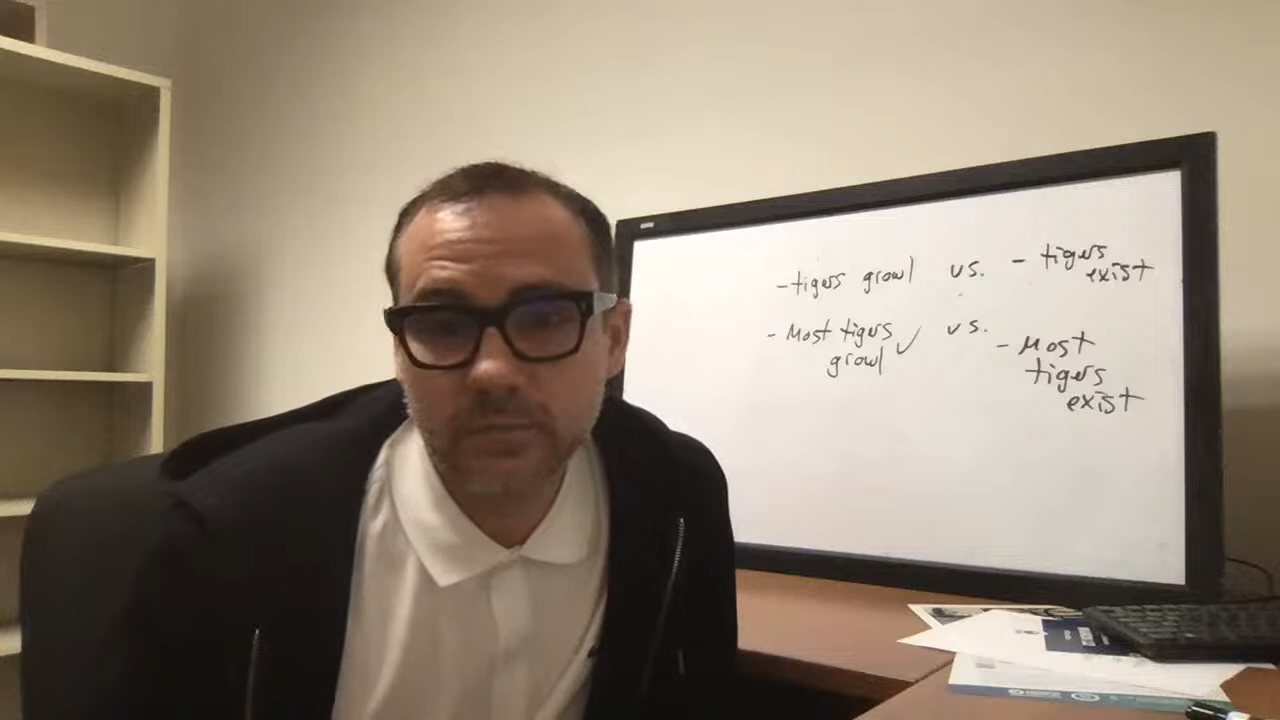 - tigers growl vs. - tigers
exist
- Most tigers vs.
growl ✓
- Most
tigers
exist